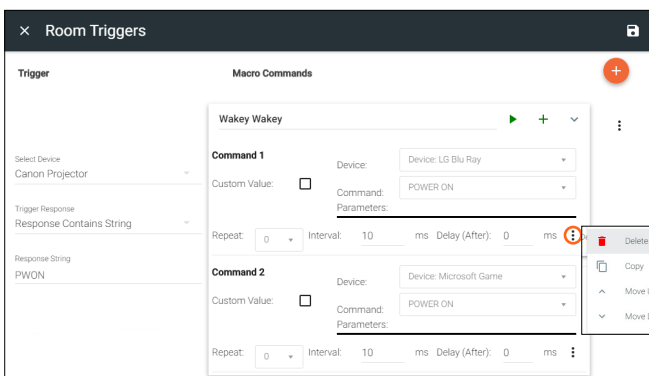 Room Triggers
Trigger
Macro Commands
Wakey Wakey
Select Device
Canon Projector
Trigger Response
Response Contains String
Response String
PWON
Command 1
Device:
Device: LG Blu Ray
Custom Value:
Command:
POWER ON
Parameters:
Repeat: 0 Interval: 10 ms Delay (After): 0 ms
Delete
Copy
Move
Move
Command 2
Device:
Device: Microsoft Game
Custom Value:
Command:
POWER ON
Parameters:
Repeat: 0 Interval: 10 ms Delay (After): 0 ms